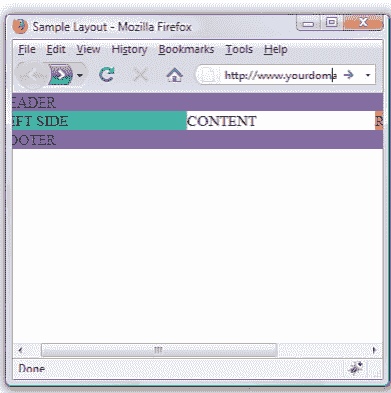 Sample Layout - Mozilla Firefox
File Edit View History Bookmarks Tools Help
http://www.yourdoma
EADER
EFT SIDE CONTENT R
OOTER
Done